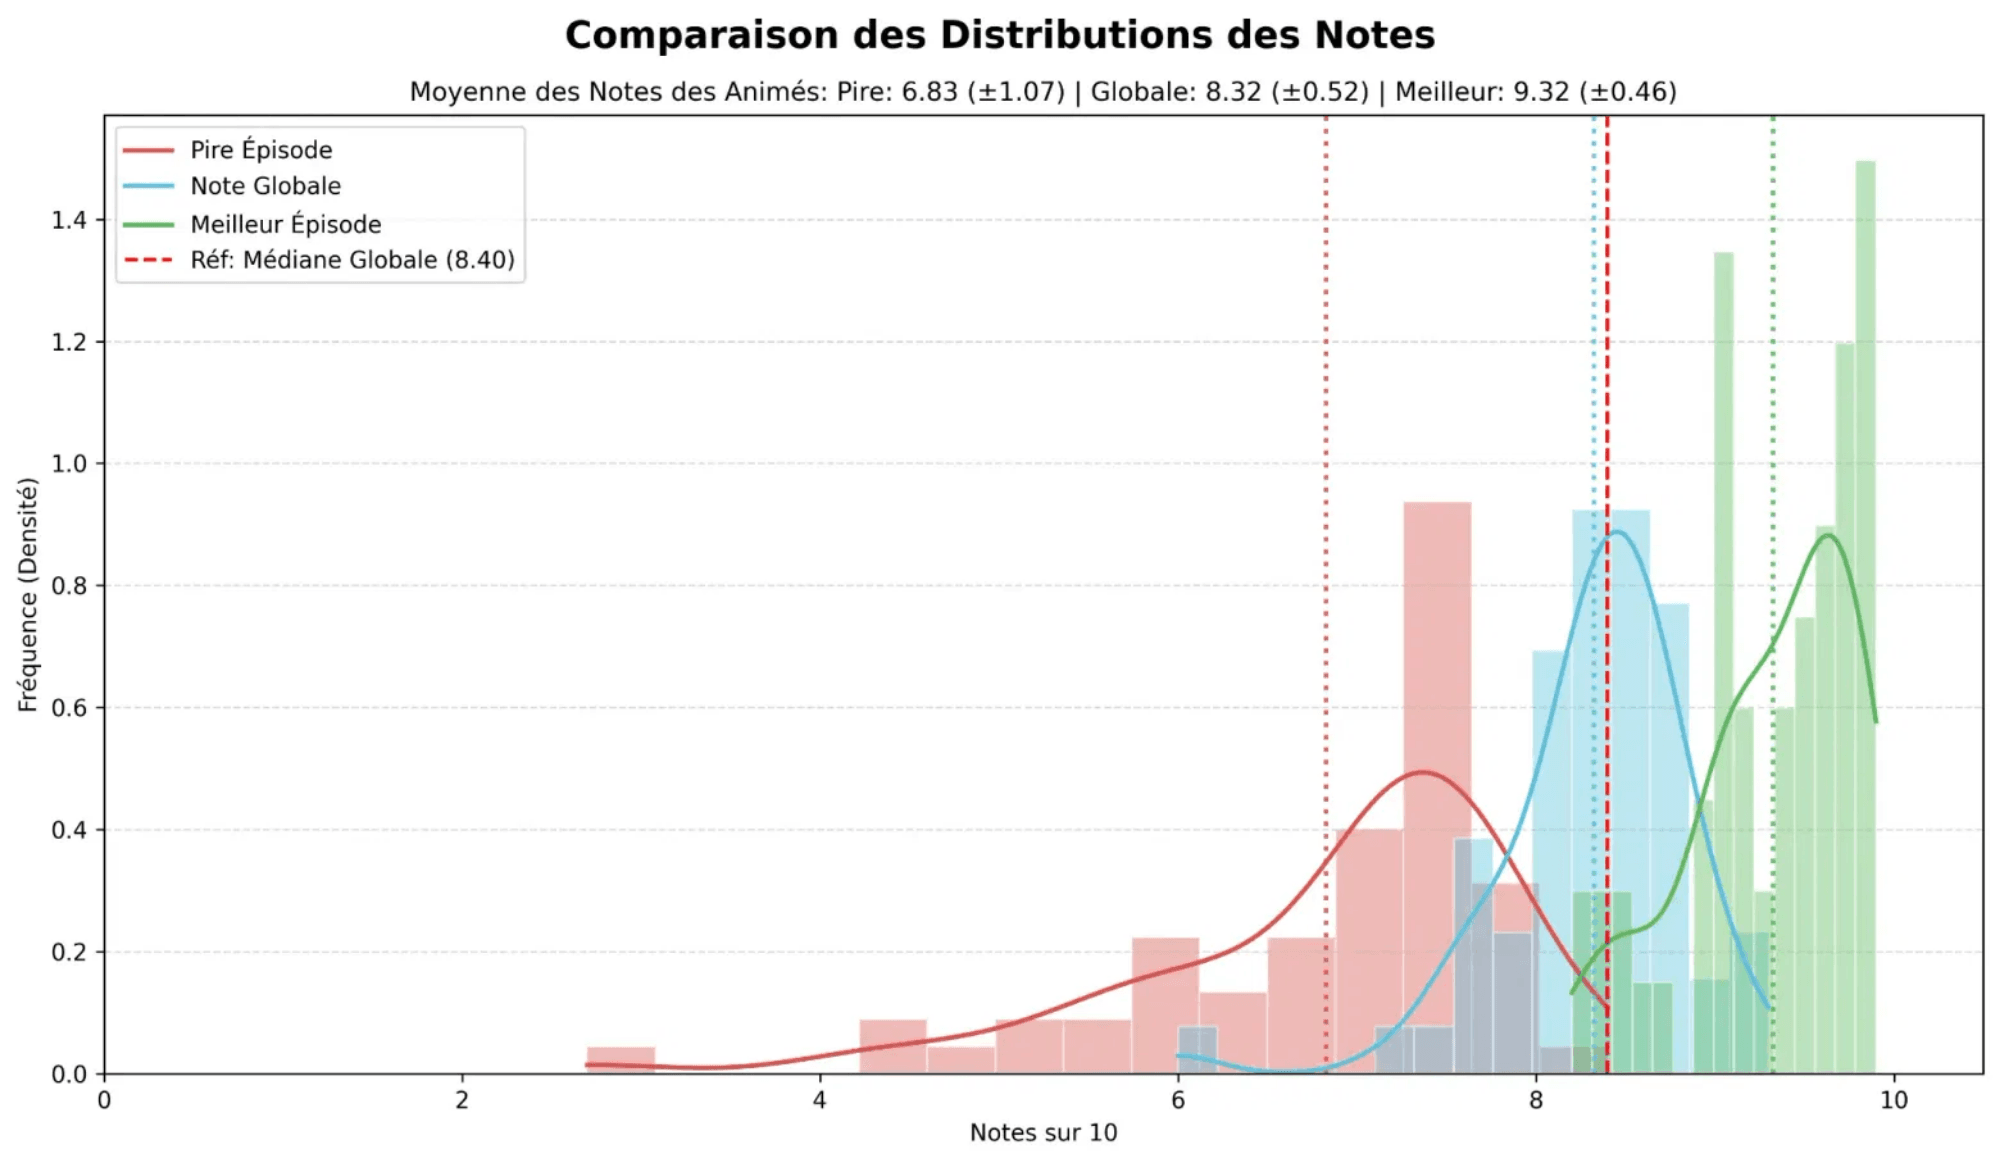 Comparaison des Distributions des Notes
Moyenne des Notes des Animés: Pire: 6.83 (±1.07) | Globale: 8.32 (±0.52) | Meilleur: 9.32 (±0.46)
Pire Épisode
Note Globale
Meilleur Épisode
Réf: Médiane Globale (8.40)
Fréquence (Densité)
1.4
1.2
1.0
0.8
0.6
0.4
0.2
0.0
0 2 4 6 8 10
Notes sur 10